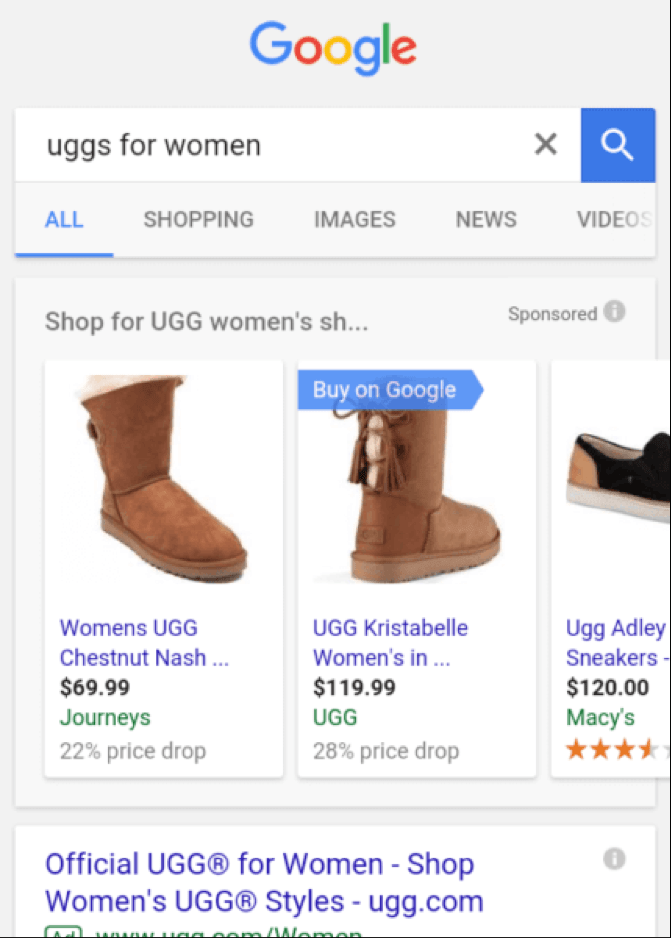 Google
uggs for women
ALL SHOPPING IMAGES NEWS VIDEOS
Shop for UGG women's sh...
Sponsored
Buy on Google
Womens UGG
Chestnut Nash ...
$69.99
Journeys
22% price drop
UGG Kristabelle
Women's in ...
$119.99
UGG
28% price drop
Ugg Adley
Sneakers -
$120.00
Macy's
Official UGG® for Women - Shop
Women's UGG® Styles - ugg.com
Ad www.ugg.com/Women